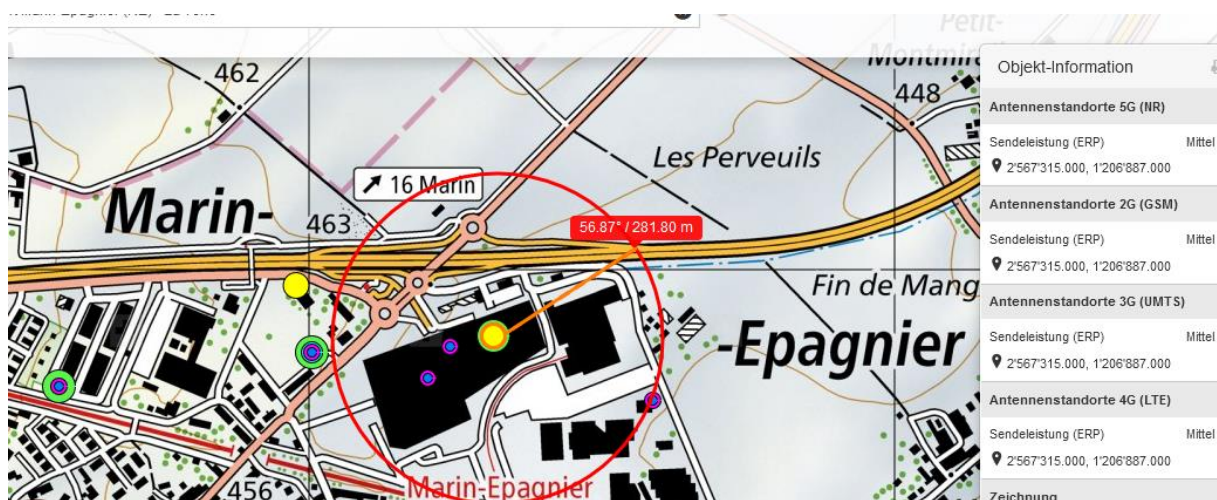 Petit-
Montmirail
462
448
Les Perveuils
16 Marin
Marin-
463
56.87° / 281.80 m
Fin de Mang
-Epagnier
Marin-Epagnier
456
Objekt-Information
Antennenstandorte 5G (NR)
Sendeleistung (ERP) Mittel
2'567'315.000, 1'206'887.000
Antennenstandorte 2G (GSM)
Sendeleistung (ERP) Mittel
2'567'315.000, 1'206'887.000
Antennenstandorte 3G (UMTS)
Sendeleistung (ERP) Mittel
2'567'315.000, 1'206'887.000
Antennenstandorte 4G (LTE)
Sendeleistung (ERP) Mittel
2'567'315.000, 1'206'887.000
Zeichnung